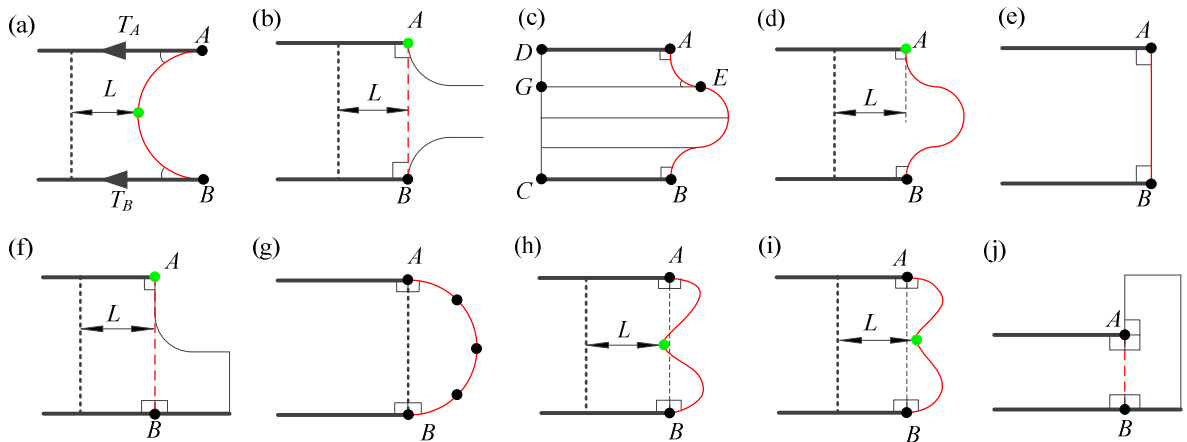 (a) T_A A
L
T_B B
(b) A
L
B
(c) D A
G E
C B
(d) A
L
B
(e) A
B
(f) A
L
B
(g) A
B
(h) A
L
B
(i) A
L
B
(j)
A
B